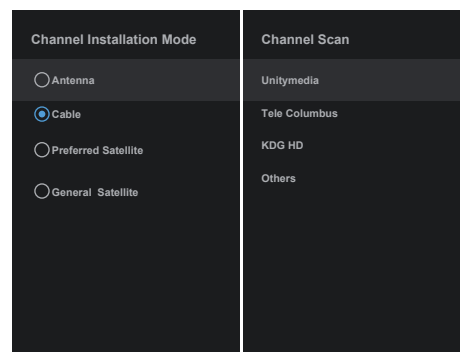 Channel Installation Mode
Antenna
Cable
Preferred Satellite
General Satellite
Channel Scan
Unitymedia
Tele Columbus
KDG HD
Others